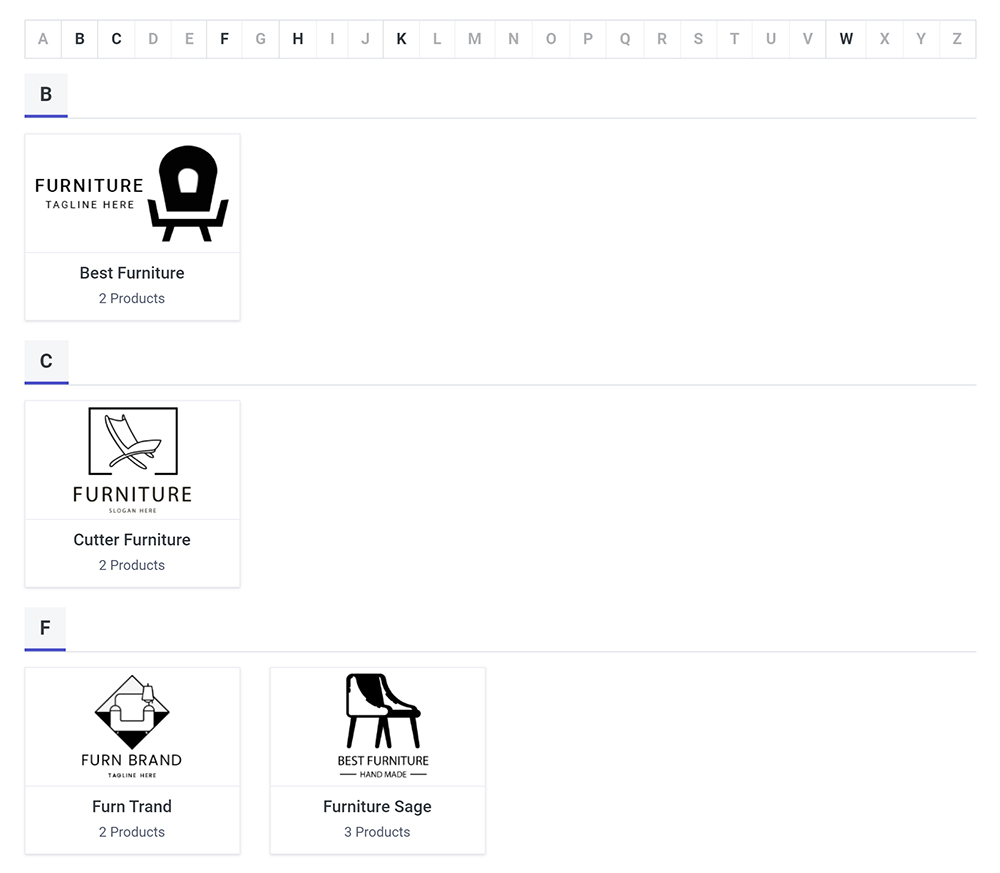 A B C D E F G H I J K L M N O P Q R S T U V W X Y Z
B
FURNITURE
TAGLINE HERE
Best Furniture
2 Products
C
FURNITURE
SLOGAN HERE
Cutter Furniture
2 Products
F
FURN BRAND
TAGLINE HERE
Furn Trand
2 Products
BEST FURNITURE
HAND MADE
Furniture Sage
3 Products